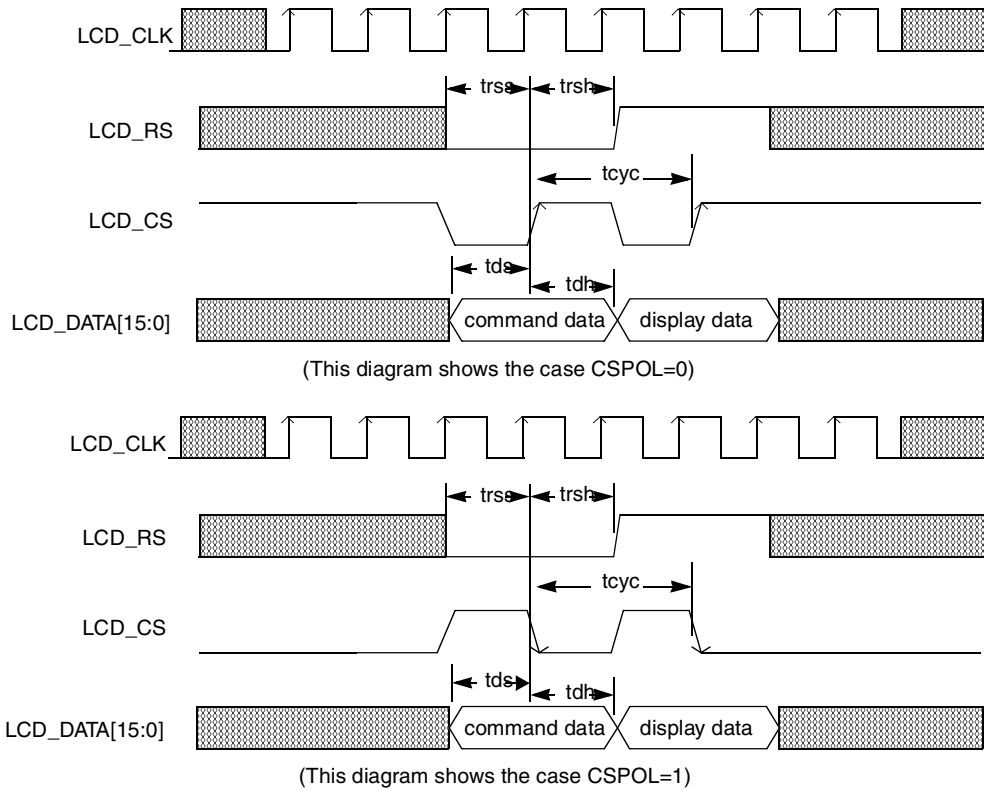 LCD_CLK
trss trsh
LCD_RS
tcyc
LCD_CS
tds
tdh
LCD_DATA[15:0] command data display data
(This diagram shows the case CSPOL=0)
LCD_CLK
trss trsh
LCD_RS
tcyc
LCD_CS
tds
tdh
LCD_DATA[15:0] command data display data
(This diagram shows the case CSPOL=1)